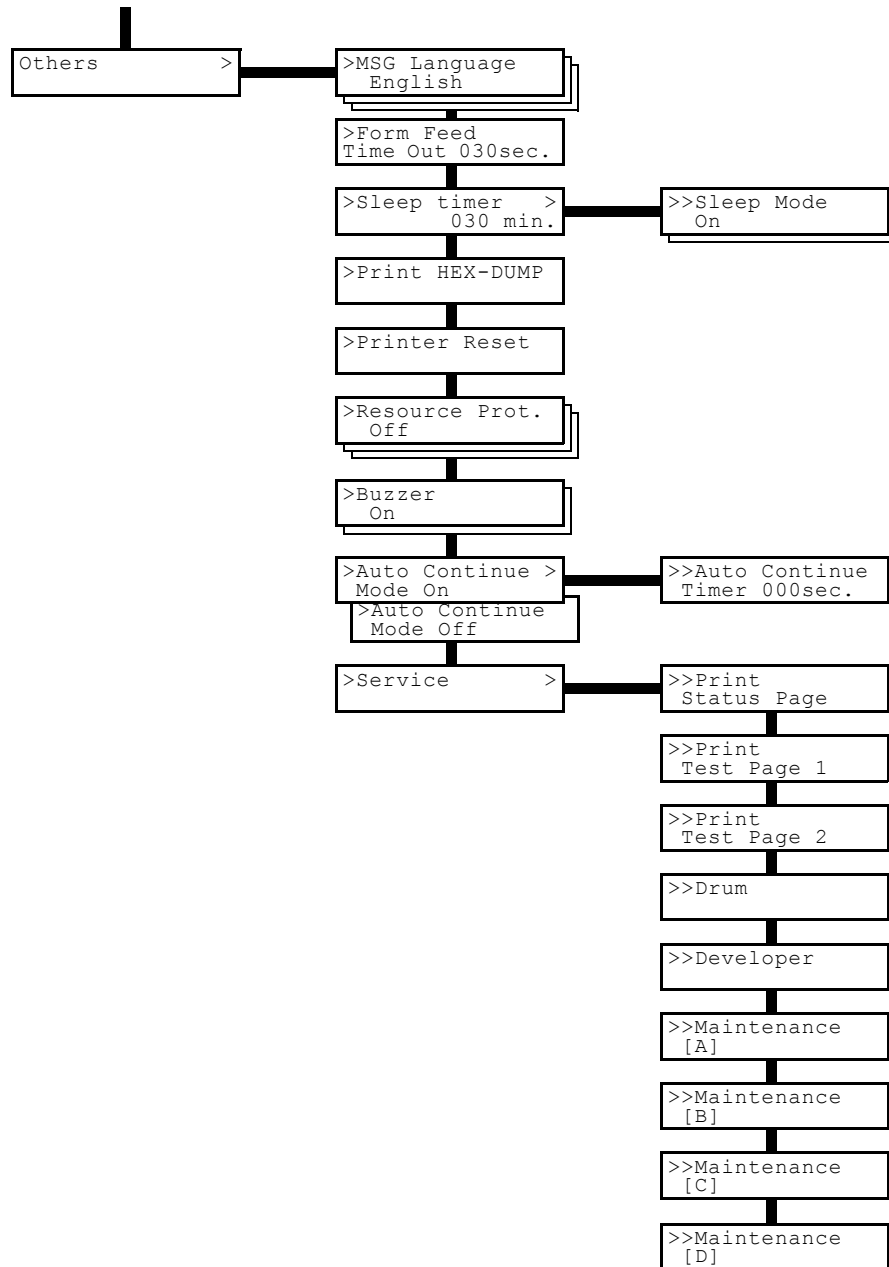 Others >
>MSG Language
English
>Form Feed
Time Out 030sec.
>Sleep timer >
030 min.
>>Sleep Mode
On
>Print HEX-DUMP
>Printer Reset
>Resource Prot.
Off
>Buzzer
On
>Auto Continue >
Mode On
>>Auto Continue
Timer 000sec.
>Auto Continue
Mode Off
>Service >
>>Print
Status Page
>>Print
Test Page 1
>>Print
Test Page 2
>>Drum
>>Developer
>>Maintenance
[A]
>>Maintenance
[B]
>>Maintenance
[C]
>>Maintenance
[D]